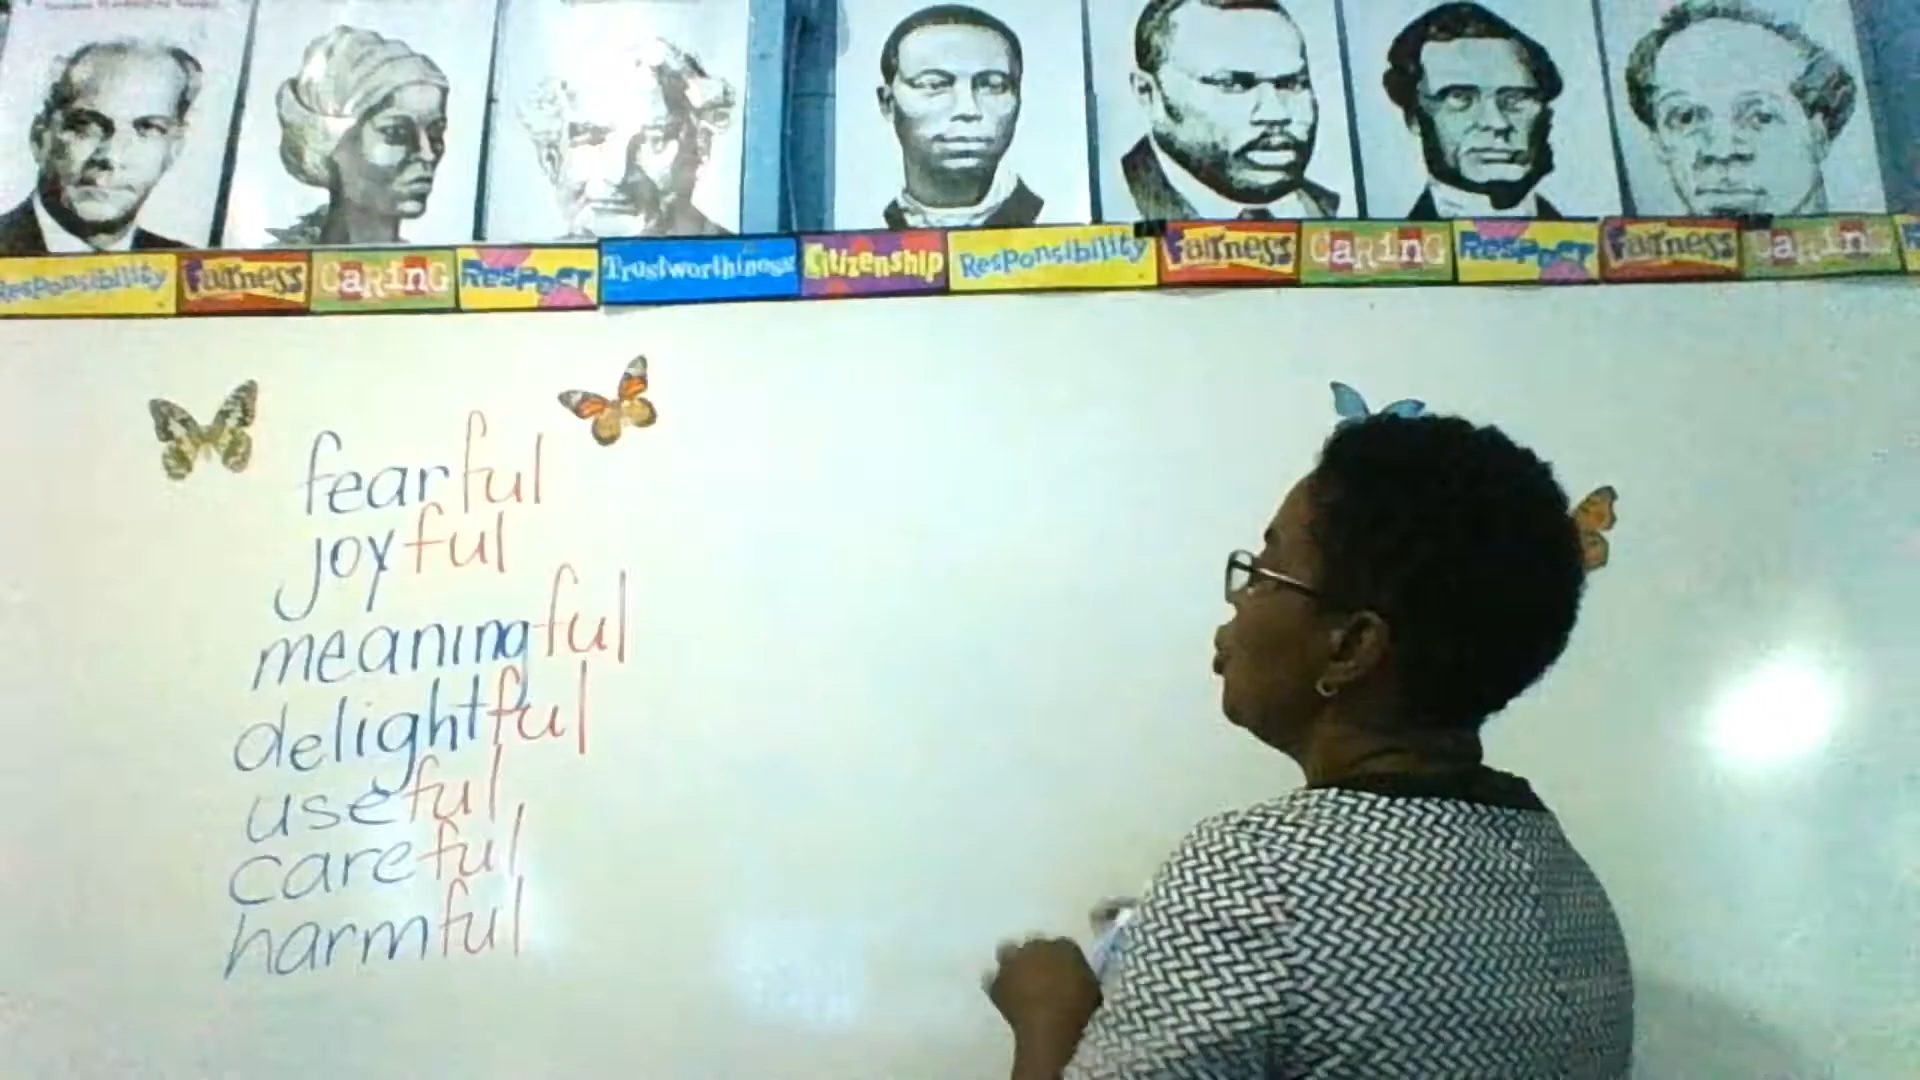 Responsibility Fairness CaRinG Respect Trustworthiness Citizenship Responsibility Fairness CaRinG Respect Fairness CaRinG
fearful
joyful
meaningful
delightful
useful
careful
harmful